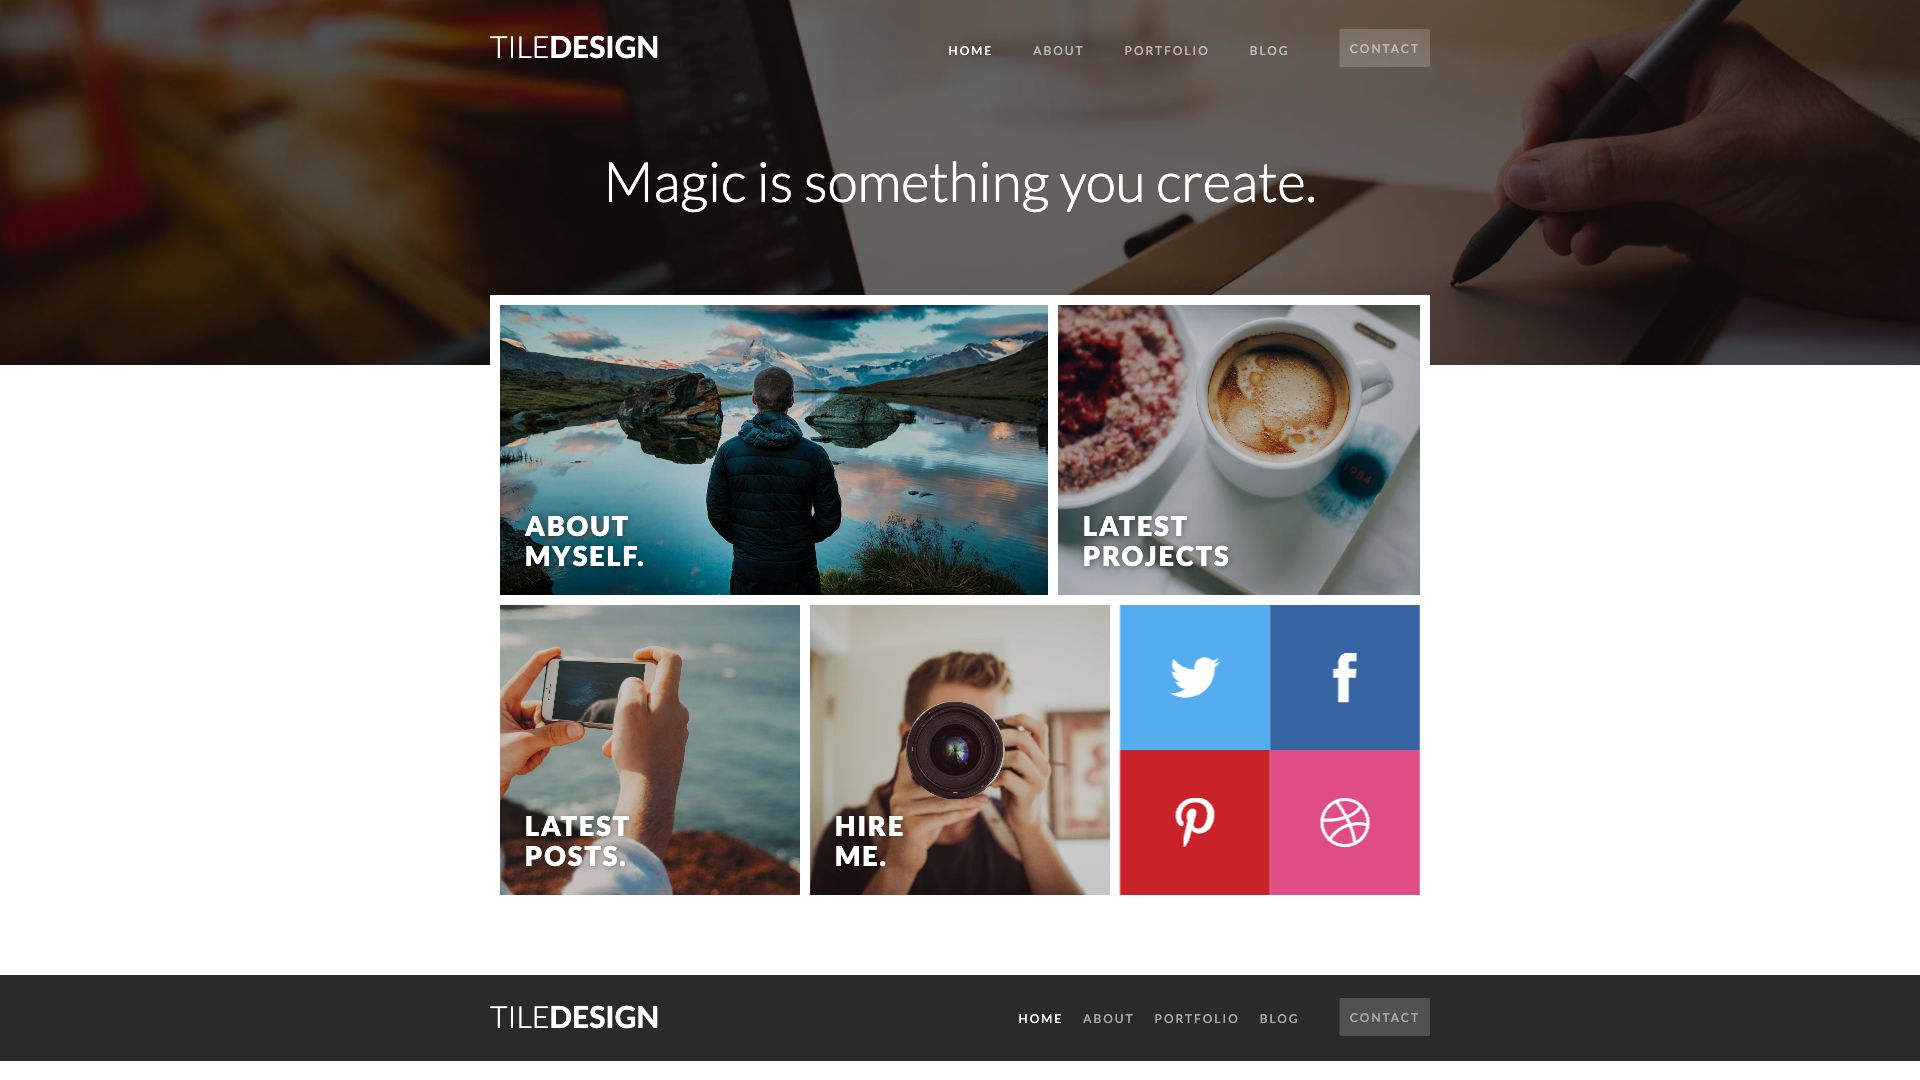 TILEDESIGN
HOME ABOUT PORTFOLIO BLOG CONTACT
Magic is something you create.
ABOUT
MYSELF.
LATEST
PROJECTS
1984
LATEST
POSTS.
HIRE
ME.
TILEDESIGN
HOME ABOUT PORTFOLIO BLOG CONTACT